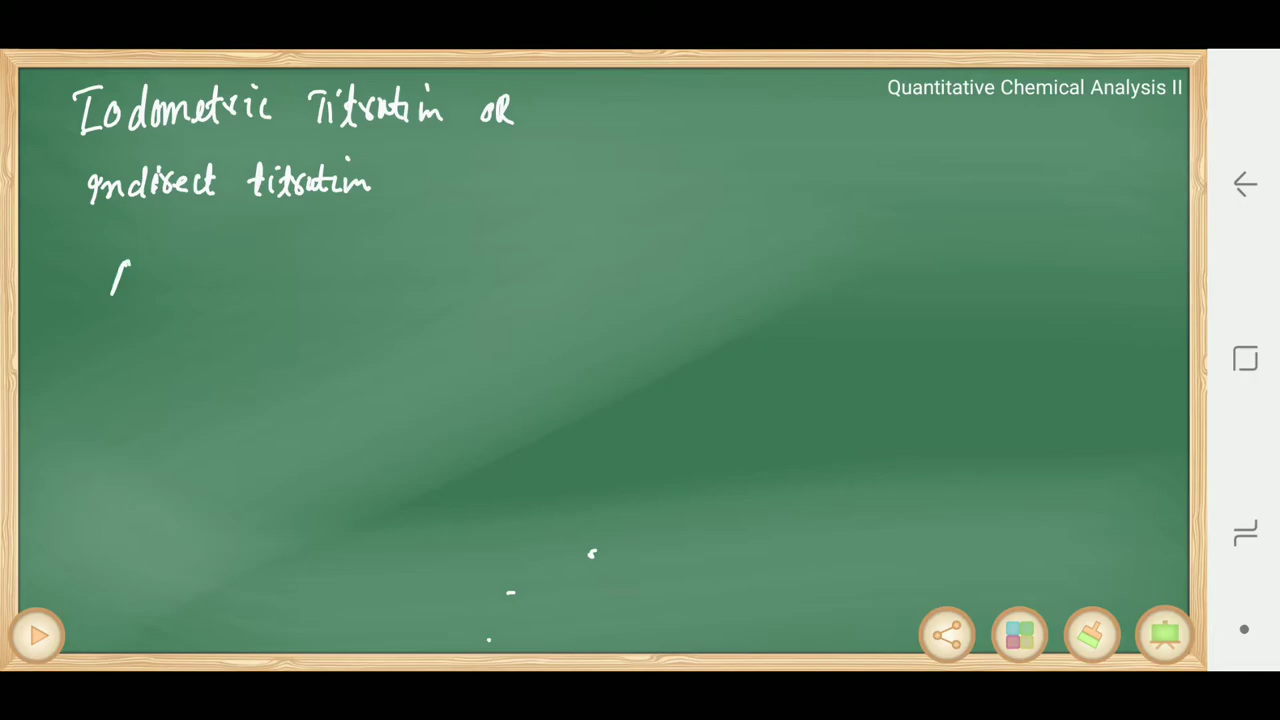 Quantitative Chemical Analysis II
Iodometric Titration OR
Indirect titration